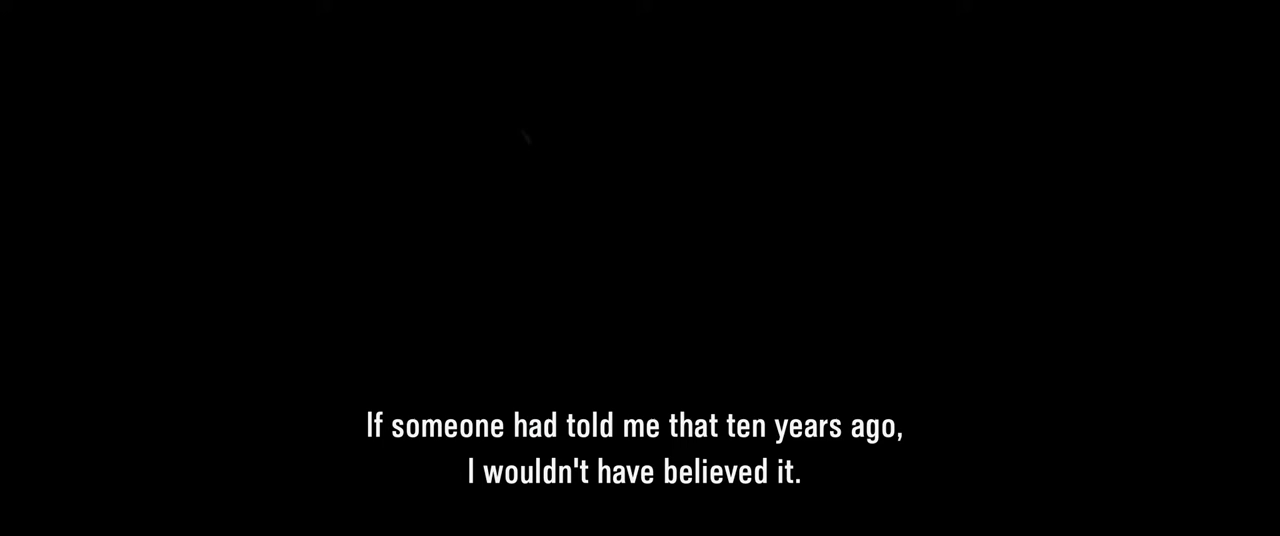 If someone had told me that ten years ago,
I wouldn't have believed it.